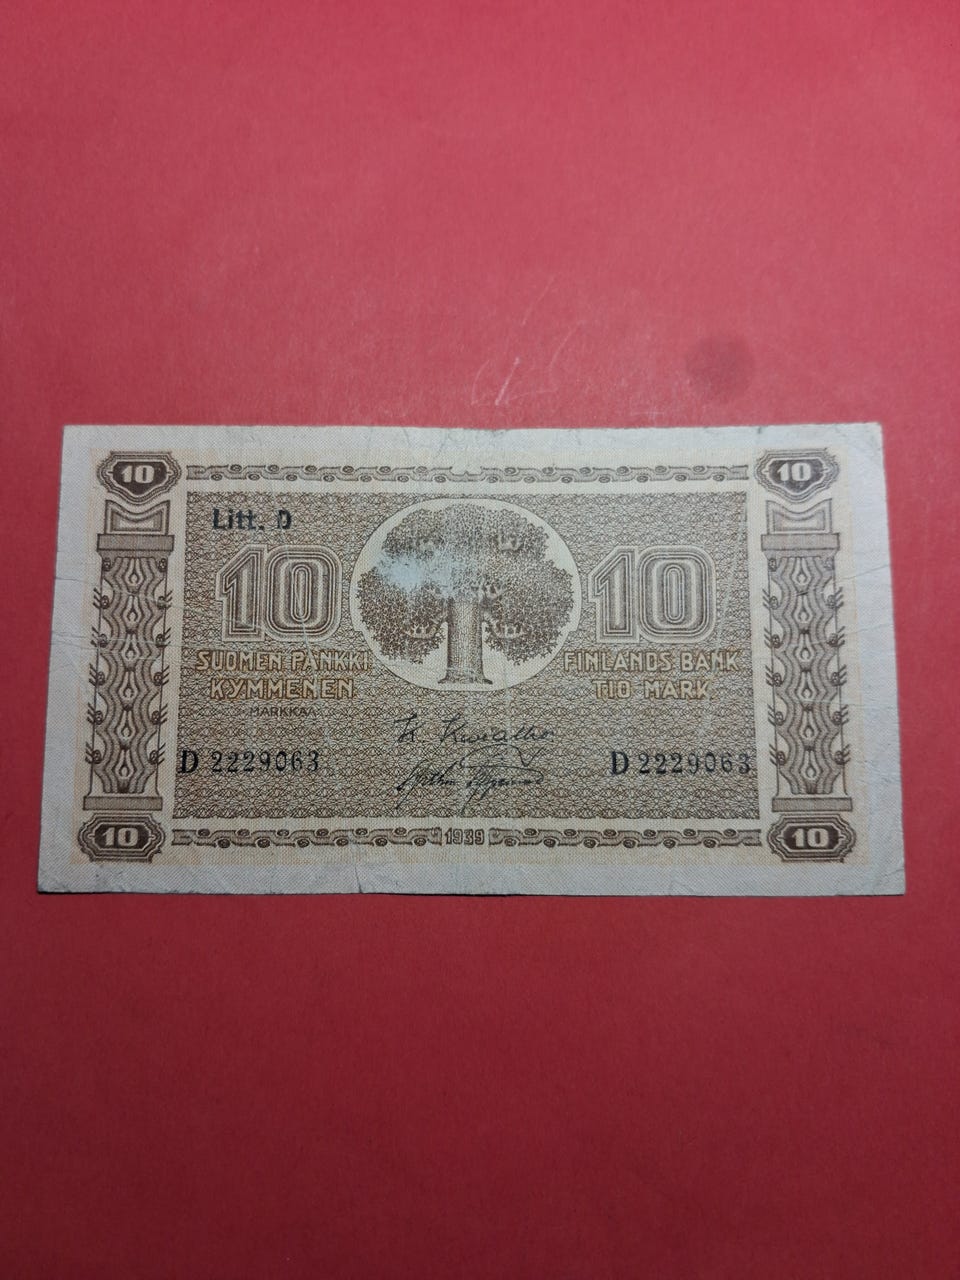 10 10
Litt. D
10 10
SUOMEN PANKKI FINLANDS BANK
KYMMENEN TIO MARK
MARKKAA
D 2229063 D 2229063
10 1939 10